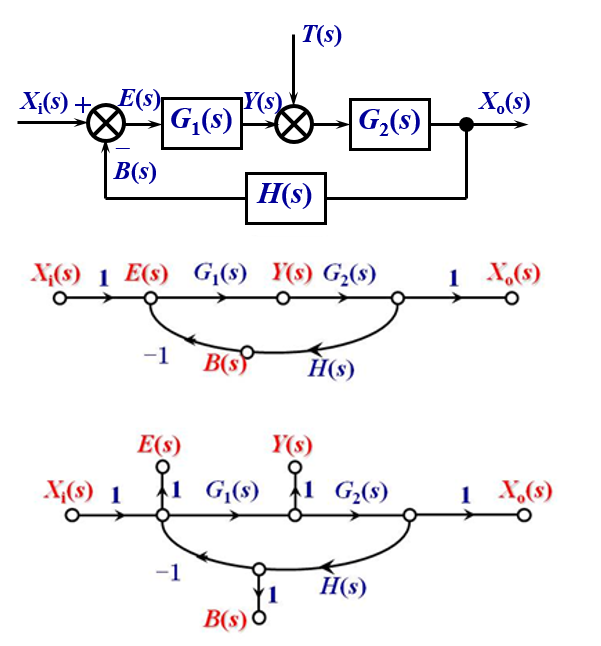 T(s)
Xi(s) + E(s) G1(s) Y(s) G2(s) Xo(s)
−
B(s)
H(s)
Xi(s) 1 E(s) G1(s) Y(s) G2(s) 1 Xo(s)
−1 B(s) H(s)
E(s) Y(s)
Xi(s) 1 1 G1(s) 1 G2(s) 1 Xo(s)
−1 1 H(s)
B(s)